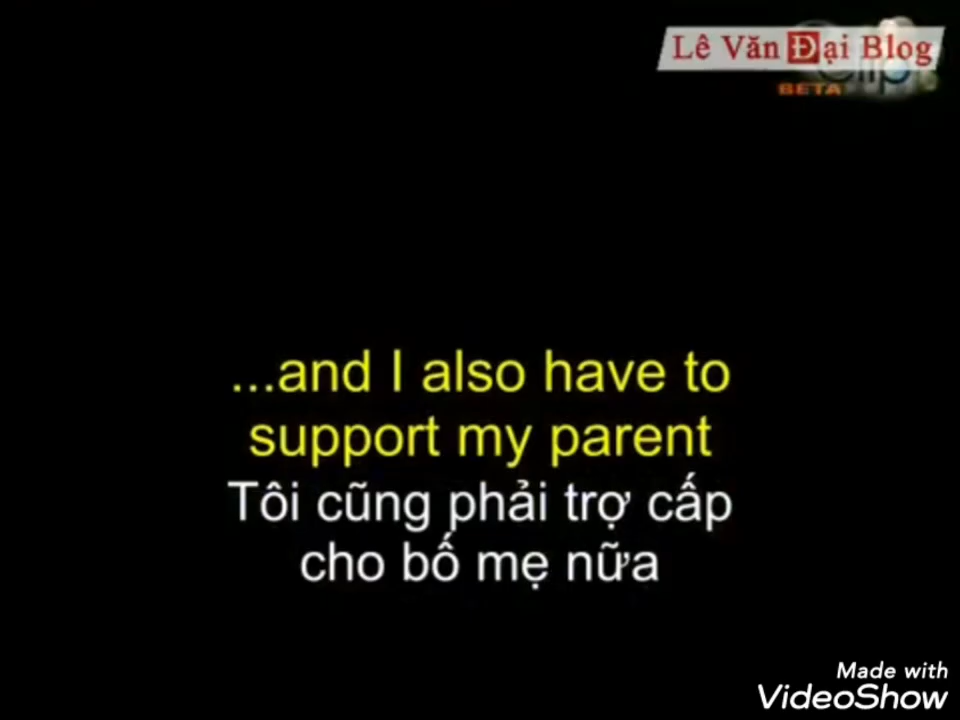 Lê Văn Đại Blog
Clip
BETA
...and I also have to
support my parent
Tôi cũng phải trợ cấp
cho bố mẹ nữa
Made with
VideoShow